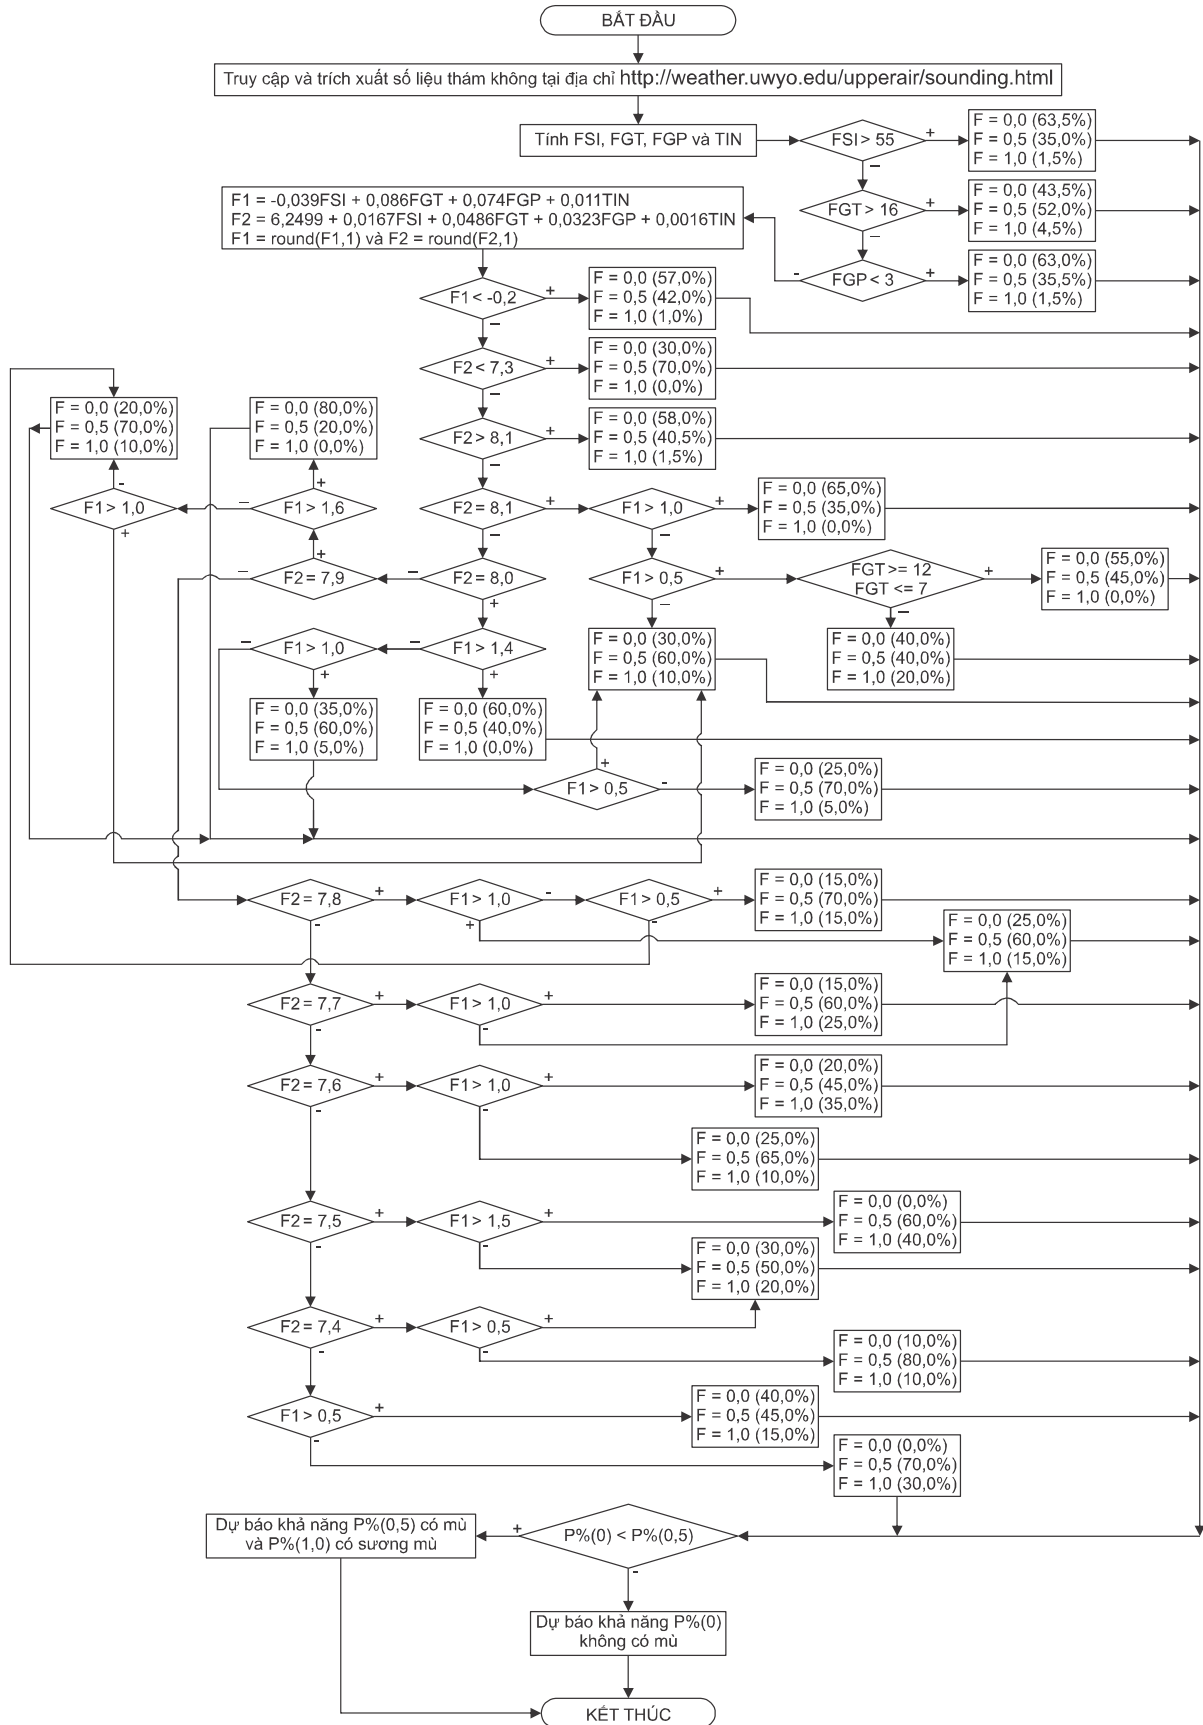 BẮT ĐẦU
Truy cập và trích xuất số liệu thám không tại địa chỉ http://weather.uwyo.edu/upperair/sounding.html
Tính FSI, FGT, FGP và TIN
FSI > 55
+
F = 0,0 (63,5%)
F = 0,5 (35,0%)
F = 1,0 (1,5%)
–
FGT > 16
+
F = 0,0 (43,5%)
F = 0,5 (52,0%)
F = 1,0 (4,5%)
–
FGP < 3
+
-
F = 0,0 (63,0%)
F = 0,5 (35,5%)
F = 1,0 (1,5%)
F1 = -0,039FSI + 0,086FGT + 0,074FGP + 0,011TIN
F2 = 6,2499 + 0,0167FSI + 0,0486FGT + 0,0323FGP + 0,0016TIN
F1 = round(F1,1) và F2 = round(F2,1)
F1 < -0,2
+
F = 0,0 (57,0%)
F = 0,5 (42,0%)
F = 1,0 (1,0%)
–
F2 < 7,3
+
F = 0,0 (30,0%)
F = 0,5 (70,0%)
F = 1,0 (0,0%)
–
F2 > 8,1
+
F = 0,0 (58,0%)
F = 0,5 (40,5%)
F = 1,0 (1,5%)
–
F = 0,0 (20,0%)
F = 0,5 (70,0%)
F = 1,0 (10,0%)
F = 0,0 (80,0%)
F = 0,5 (20,0%)
F = 1,0 (0,0%)
-
F1 > 1,0
+
+
–
F1 > 1,6
F2 = 8,1
+
–
F1 > 1,0
+
–
F = 0,0 (65,0%)
F = 0,5 (35,0%)
F = 1,0 (0,0%)
+
–
F2 = 7,9
–
F2 = 8,0
+
F1 > 0,5
+
–
FGT >= 12
FGT <= 7
+
–
F = 0,0 (55,0%)
F = 0,5 (45,0%)
F = 1,0 (0,0%)
F1 > 1,0
–
+
–
F1 > 1,4
+
F = 0,0 (30,0%)
F = 0,5 (60,0%)
F = 1,0 (10,0%)
F = 0,0 (40,0%)
F = 0,5 (40,0%)
F = 1,0 (20,0%)
F = 0,0 (35,0%)
F = 0,5 (60,0%)
F = 1,0 (5,0%)
F = 0,0 (60,0%)
F = 0,5 (40,0%)
F = 1,0 (0,0%)
+
F1 > 0,5
-
F = 0,0 (25,0%)
F = 0,5 (70,0%)
F = 1,0 (5,0%)
F2 = 7,8
+
-
F1 > 1,0
-
+
F1 > 0,5
+
-
F = 0,0 (15,0%)
F = 0,5 (70,0%)
F = 1,0 (15,0%)
F = 0,0 (25,0%)
F = 0,5 (60,0%)
F = 1,0 (15,0%)
F2 = 7,7
+
-
F1 > 1,0
+
-
F = 0,0 (15,0%)
F = 0,5 (60,0%)
F = 1,0 (25,0%)
F2 = 7,6
+
-
F1 > 1,0
+
-
F = 0,0 (20,0%)
F = 0,5 (45,0%)
F = 1,0 (35,0%)
F = 0,0 (25,0%)
F = 0,5 (65,0%)
F = 1,0 (10,0%)
F2 = 7,5
+
-
F1 > 1,5
+
-
F = 0,0 (0,0%)
F = 0,5 (60,0%)
F = 1,0 (40,0%)
F = 0,0 (30,0%)
F = 0,5 (50,0%)
F = 1,0 (20,0%)
F2 = 7,4
+
-
F1 > 0,5
+
-
F = 0,0 (10,0%)
F = 0,5 (80,0%)
F = 1,0 (10,0%)
F1 > 0,5
+
-
F = 0,0 (40,0%)
F = 0,5 (45,0%)
F = 1,0 (15,0%)
F = 0,0 (0,0%)
F = 0,5 (70,0%)
F = 1,0 (30,0%)
Dự báo khả năng P%(0,5) có mù
và P%(1,0) có sương mù
+
P%(0) < P%(0,5)
-
Dự báo khả năng P%(0)
không có mù
KẾT THÚC